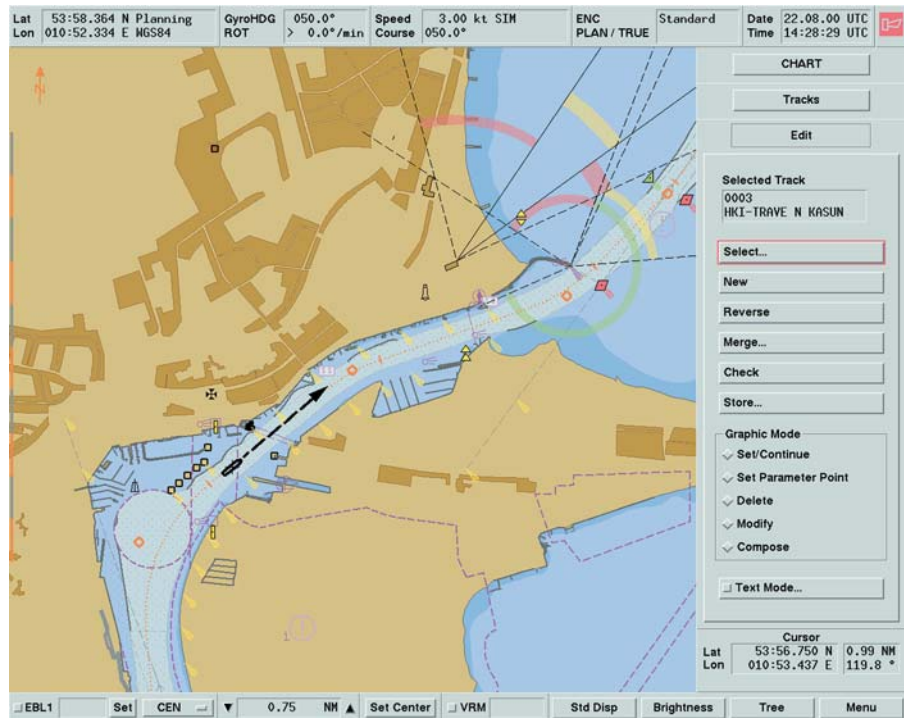 Lat 53:58.364 N Planning
Lon 010:52.334 E WGS84
GyroHDG 050.0°
ROT > 0.0°/min
Speed 3.00 kt SIM
Course 050.0°
ENC Standard
PLAN / TRUE
Date 22.08.00 UTC
Time 14:28:29 UTC
CHART
Tracks
Edit
Selected Track
0003
HKI-TRAVE N KASUN
Select...
New
Reverse
Merge...
Check
Store...
Graphic Mode
Set/Continue
Set Parameter Point
Delete
Modify
Compose
Text Mode...
Cursor
Lat 53:56.750 N 0.99 NM
Lon 010:53.437 E 119.8 °
N
EBL1 Set CEN ▼ 0.75 NM ▲ Set Center VRM Std Disp Brightness Tree Menu